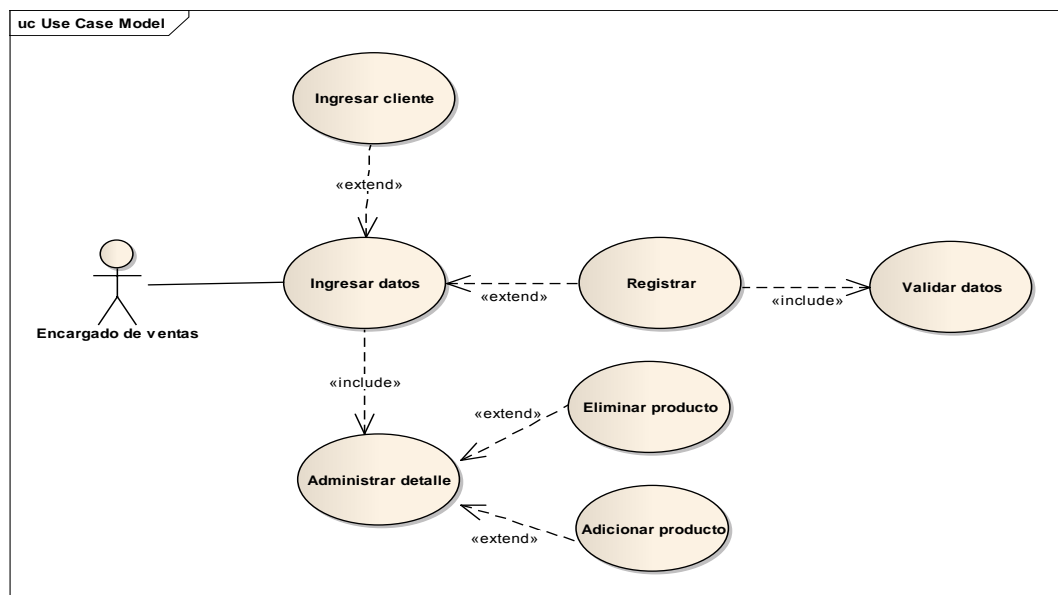 uc Use Case Model
Ingresar cliente
«extend»
Ingresar datos
«extend»
Registrar
«include»
Validar datos
Encargado de ventas
«include»
Eliminar producto
«extend»
Administrar detalle
Adicionar producto
«extend»